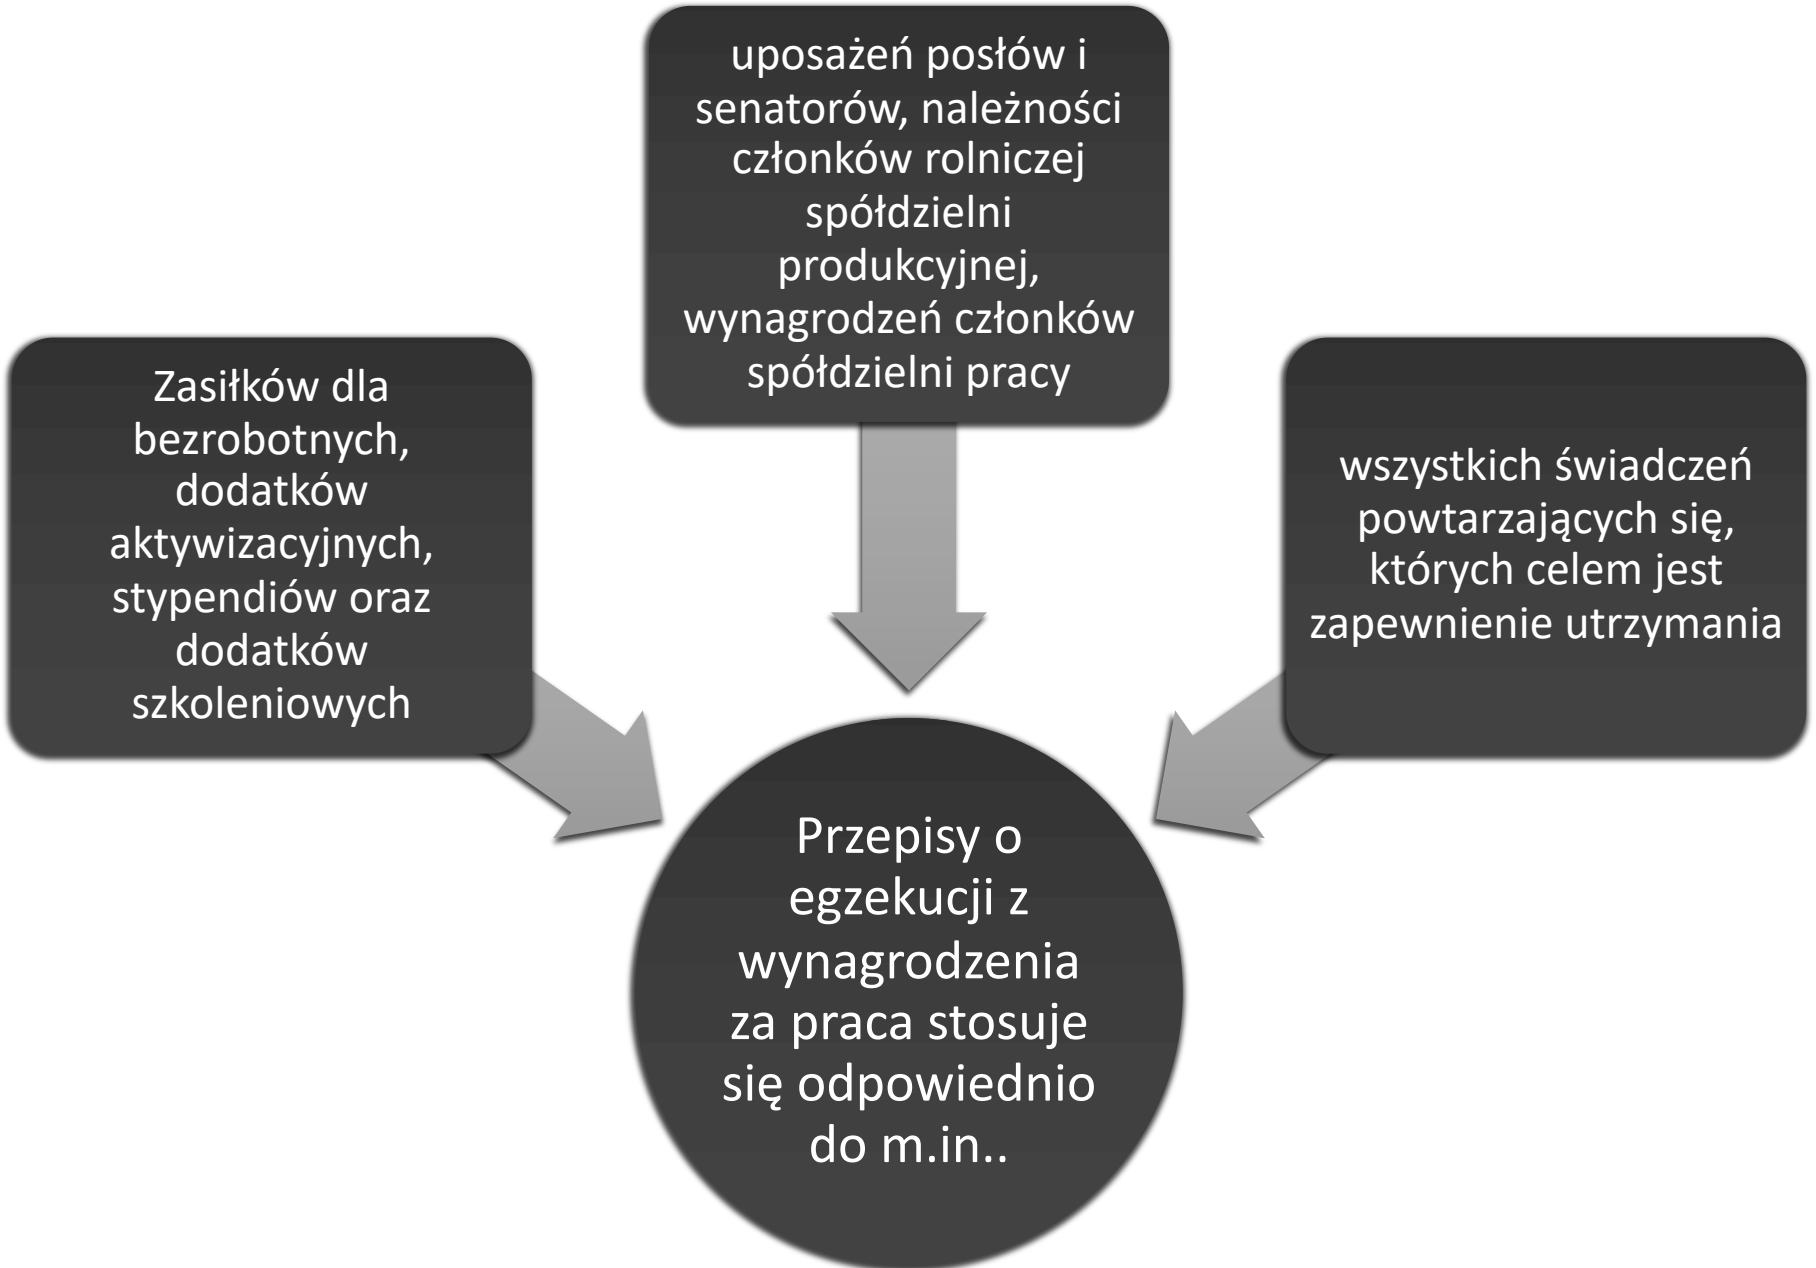 uposażeń posłów i
senatorów, należności
członków rolniczej
spółdzielni
produkcyjnej,
wynagrodzeń członków
spółdzielni pracy
Zasiłków dla
bezrobotnych,
dodatków
aktywizacyjnych,
stypendiów oraz
dodatków
szkoleniowych
wszystkich świadczeń
powtarzających się,
których celem jest
zapewnienie utrzymania
Przepisy o
egzekucji z
wynagrodzenia
za praca stosuje
się odpowiednio
do m.in..